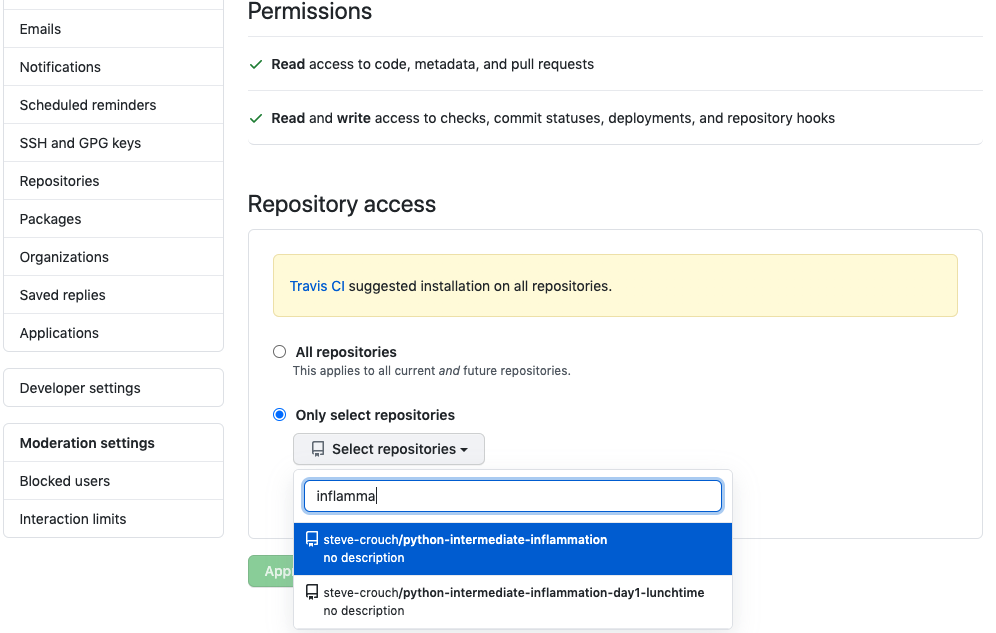 Emails
Notifications
Scheduled reminders
SSH and GPG keys
Repositories
Packages
Organizations
Saved replies
Applications
Developer settings
Moderation settings
Blocked users
Interaction limits
Permissions
Read access to code, metadata, and pull requests
Read and write access to checks, commit statuses, deployments, and repository hooks
Repository access
Travis CI suggested installation on all repositories.
All repositories
This applies to all current and future repositories.
Only select repositories
Select repositories
inflamma
steve-crouch/python-intermediate-inflammation
no description
steve-crouch/python-intermediate-inflammation-day1-lunchtime
no description